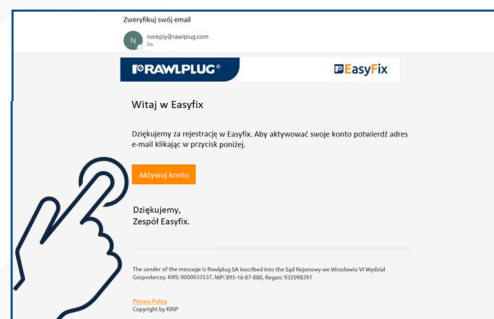 Zweryfikuj swój email
N
noreply@rawlplug.com
Do
RAWLPLUG®
EasyFix
Witaj w Easyfix
Dziękujemy za rejestrację w Easyfix. Aby aktywować swoje konto potwierdź adres
e-mail klikając w przycisk poniżej.
Aktywuj konto
Dziękujemy,
Zespół Easyfix.
The sender of the message is Rawlplug SA inscribed into the Sąd Rejonowy we Wrocławiu VI Wydział
Gospodarczy. KRS: 0000033537, NIP: 895-16-87-880, Regon: 932098397
Privacy Policy
Copyright by KRIP